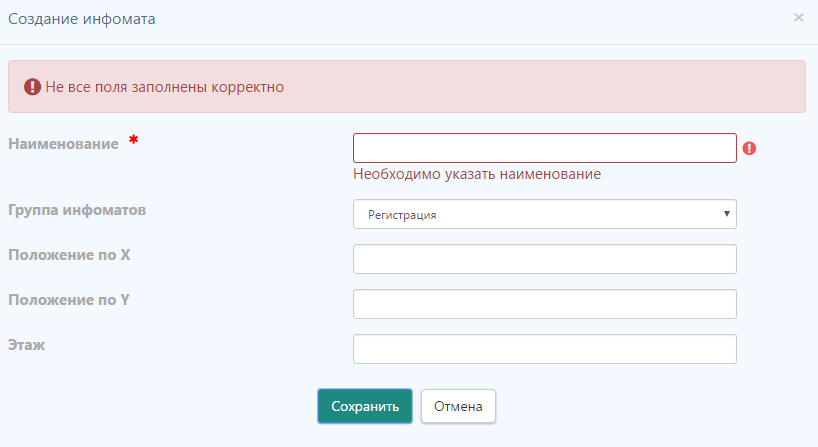 Создание инфомата ×
Не все поля заполнены корректно
Наименование *
Необходимо указать наименование
Группа инфоматов Регистрация
Положение по X
Положение по Y
Этаж
Сохранить Отмена